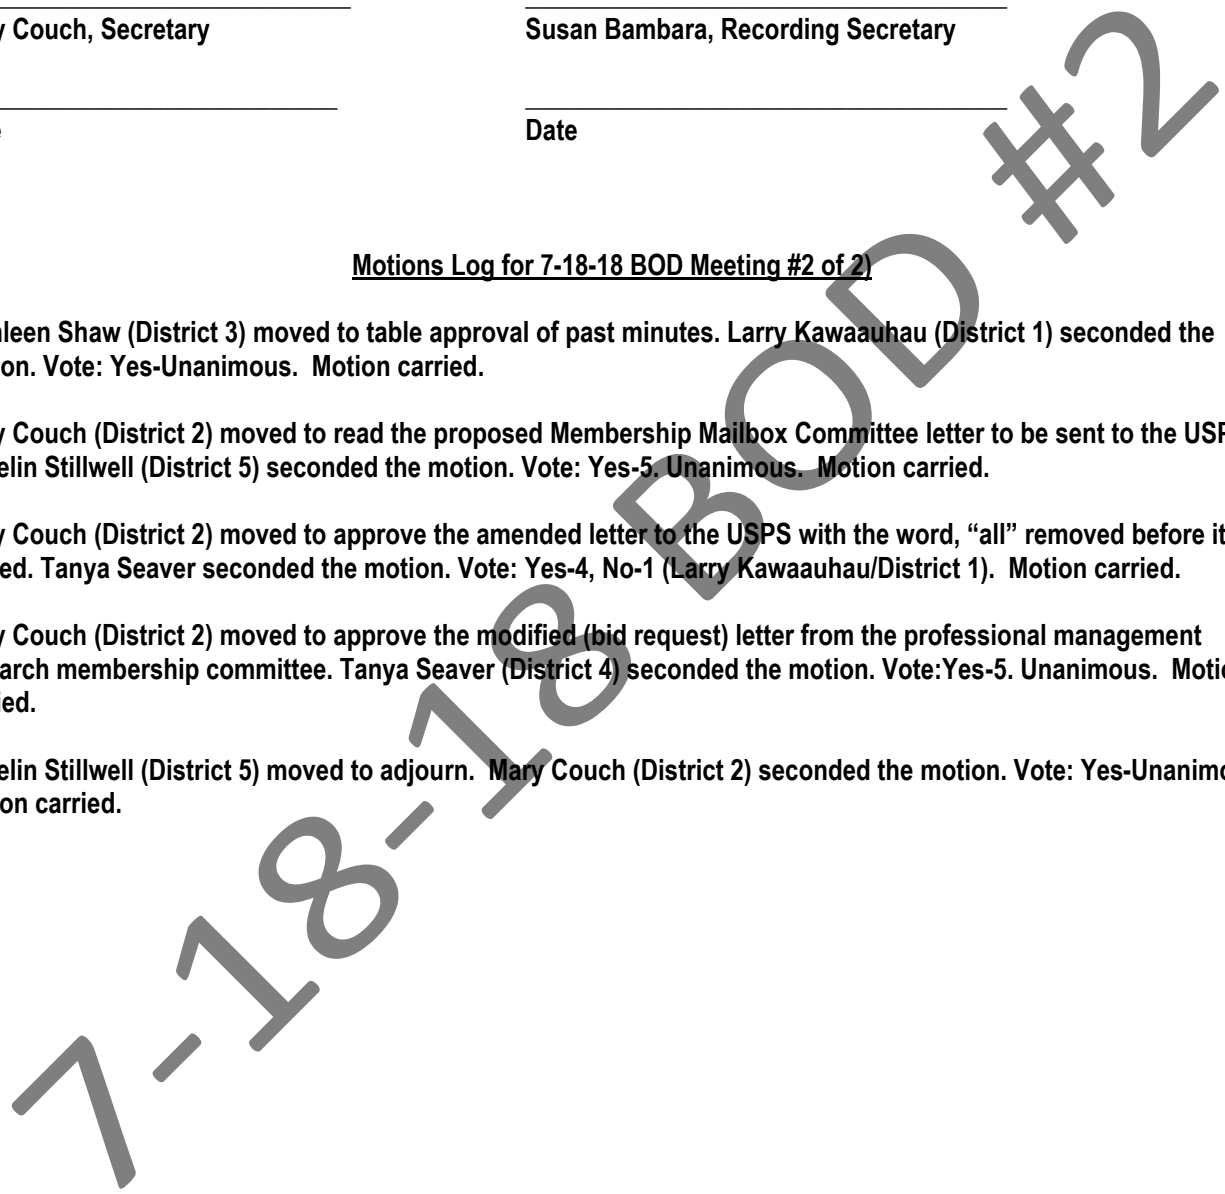 y Couch, Secretary Susan Bambara, Recording Secretary
Date
Motions Log for 7-18-18 BOD Meeting #2 of 2)
leen Shaw (District 3) moved to table approval of past minutes. Larry Kawaauhau (District 1) seconded the
on. Vote: Yes-Unanimous. Motion carried.
y Couch (District 2) moved to read the proposed Membership Mailbox Committee letter to be sent to the USP
elin Stillwell (District 5) seconded the motion. Vote: Yes-5. Unanimous. Motion carried.
y Couch (District 2) moved to approve the amended letter to the USPS with the word, “all” removed before it
ed. Tanya Seaver seconded the motion. Vote: Yes-4, No-1 (Larry Kawaauhau/District 1). Motion carried.
y Couch (District 2) moved to approve the modified (bid request) letter from the professional management
arch membership committee. Tanya Seaver (District 4) seconded the motion. Vote:Yes-5. Unanimous. Motio
ied.
elin Stillwell (District 5) moved to adjourn. Mary Couch (District 2) seconded the motion. Vote: Yes-Unanimo
on carried.
7-18-18 BOD #2